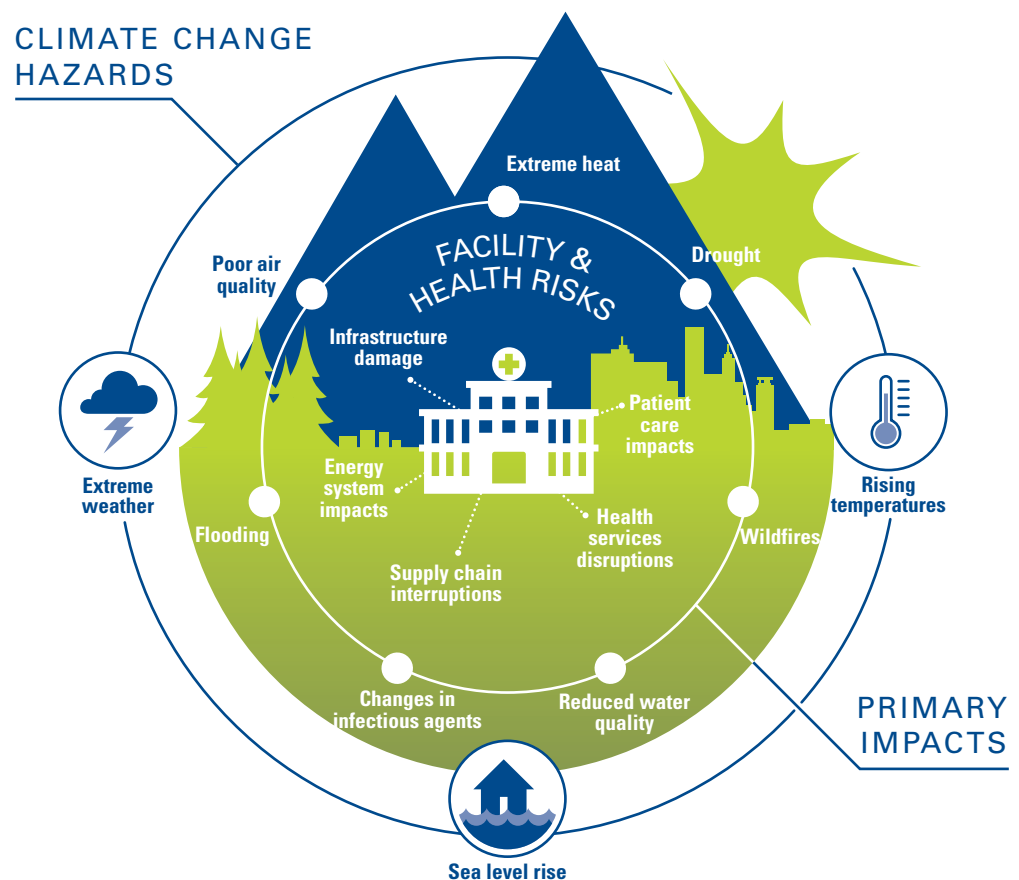 CLIMATE CHANGE
HAZARDS
Extreme heat
Drought
Poor air
quality
FACILITY &
HEALTH RISKS
Infrastructure
damage
Patient
care
impacts
Energy
system
impacts
Health
services
disruptions
Supply chain
interruptions
Extreme
weather
Rising
temperatures
Flooding
Wildfires
Changes in
infectious agents
Reduced water
quality
PRIMARY
IMPACTS
Sea level rise